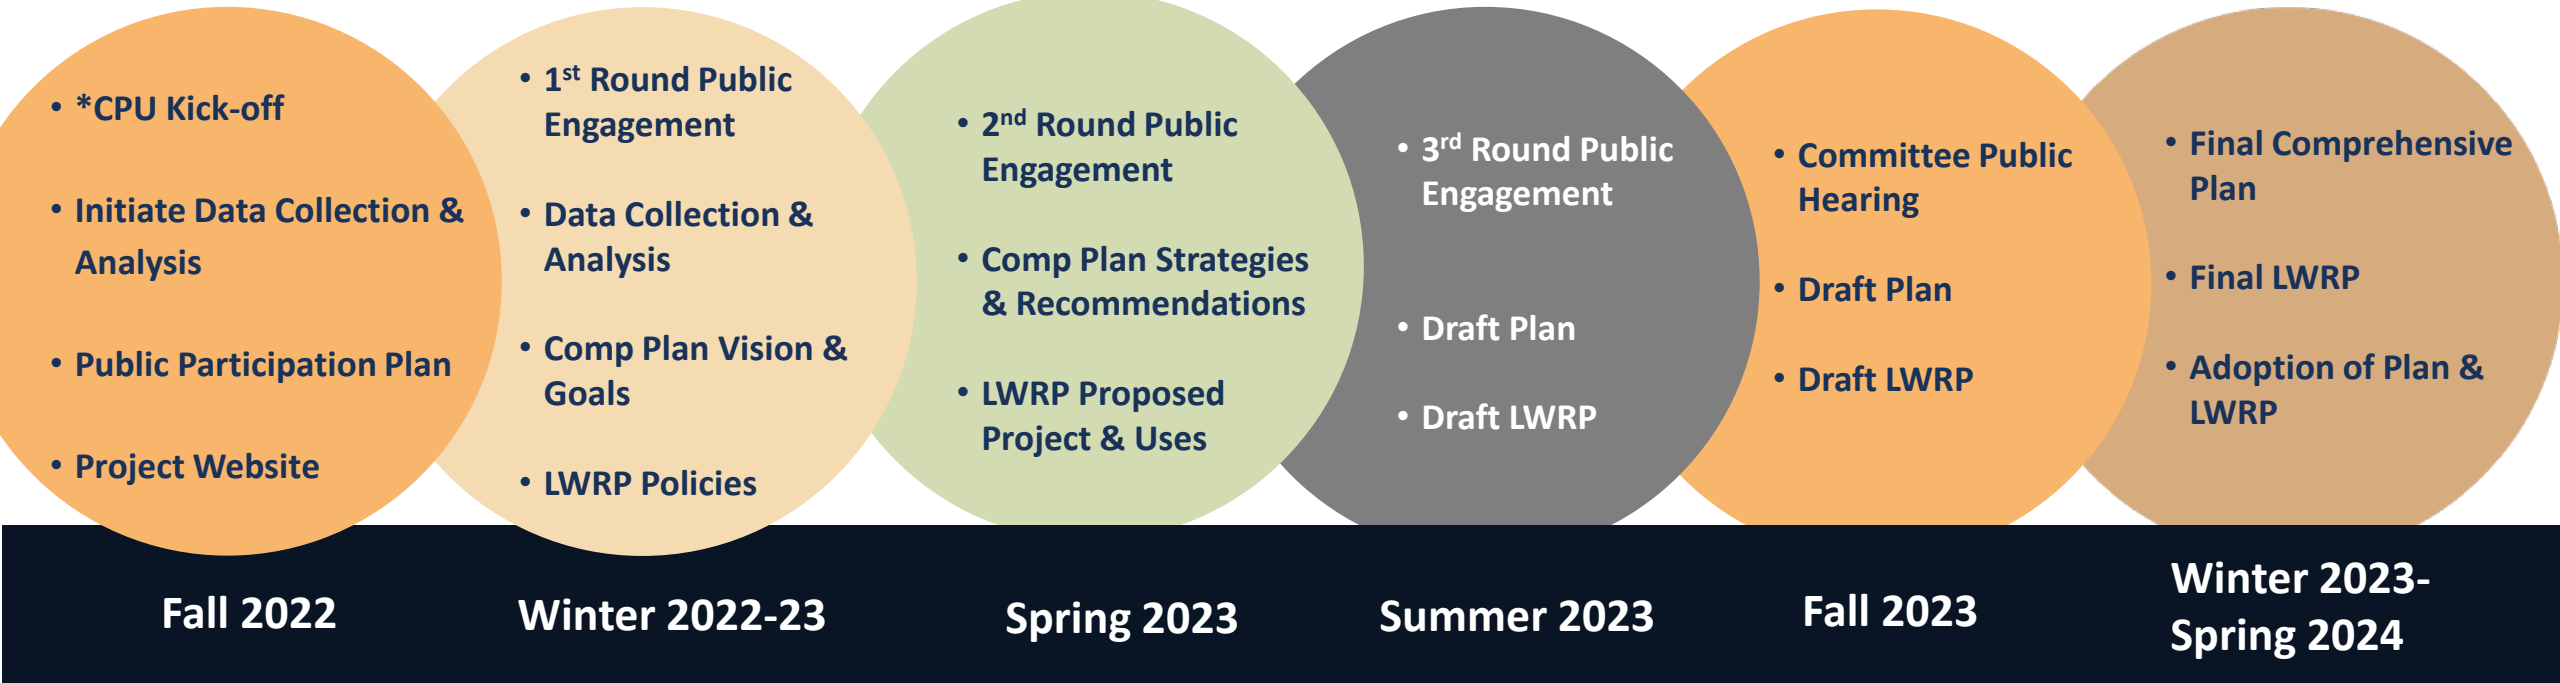 • *CPU Kick-off
• Initiate Data Collection &
Analysis
• Public Participation Plan
• Project Website
• 1st Round Public
Engagement
• Data Collection &
Analysis
• Comp Plan Vision &
Goals
• LWRP Policies
• 2nd Round Public
Engagement
• Comp Plan Strategies
& Recommendations
• LWRP Proposed
Project & Uses
• 3rd Round Public
Engagement
• Draft Plan
• Draft LWRP
• Committee Public
Hearing
• Draft Plan
• Draft LWRP
• Final Comprehensive
Plan
• Final LWRP
• Adoption of Plan &
LWRP
Fall 2022
Winter 2022-23
Spring 2023
Summer 2023
Fall 2023
Winter 2023-
Spring 2024